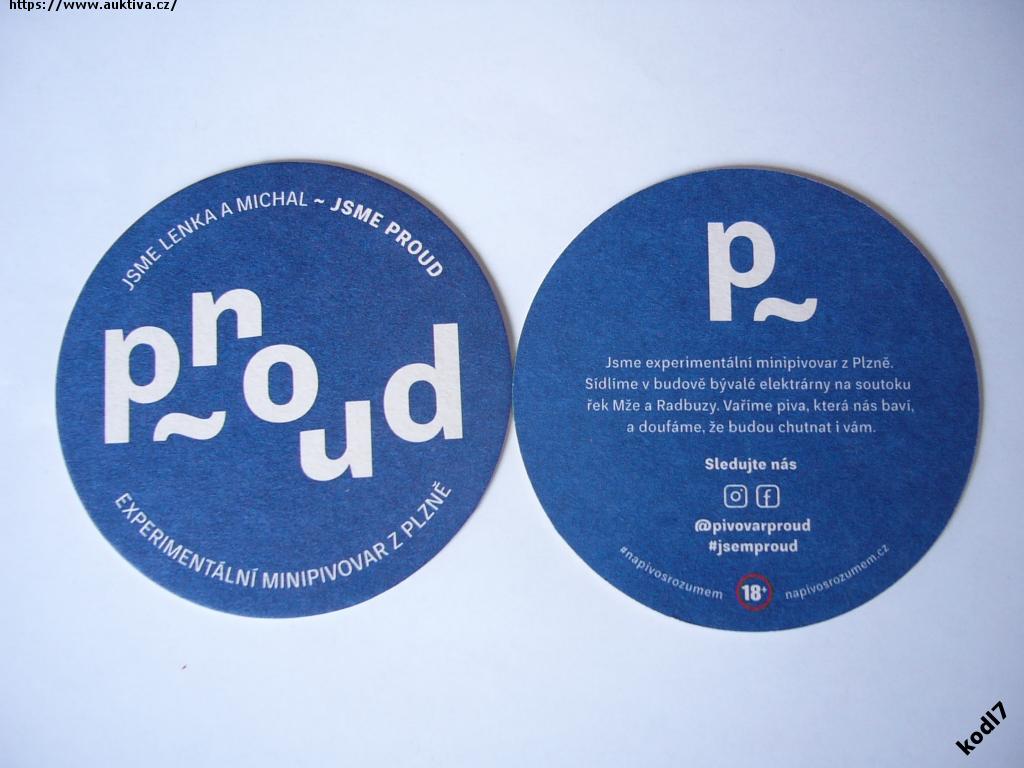 https://www.auktiva.cz/
JSME LENKA A MICHAL ~ JSME PROUD
p~roud
EXPERIMENTÁLNÍ MINIPIVOVAR Z PLZNĚ
p~
Jsme experimentální minipivovar z Plzně.
Sídlíme v budově bývalé elektrárny na soutoku
řek Mže a Radbuzy. Vaříme piva, která nás baví,
a doufáme, že budou chutnat i vám.
Sledujte nás
@pivovarproud
#jsemproud
#napivosrozumem 18+ napivosrozumem.cz
kodl7